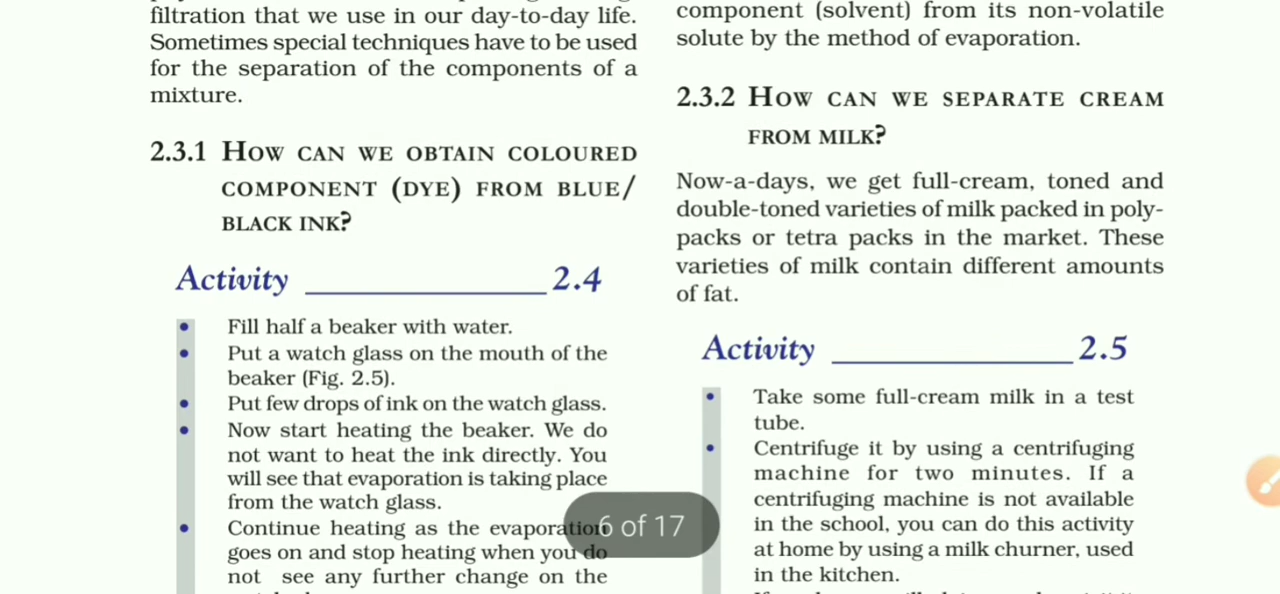 filtration that we use in our day-to-day life.
Sometimes special techniques have to be used
for the separation of the components of a
mixture.
2.3.1 HOW CAN WE OBTAIN COLOURED
COMPONENT (DYE) FROM BLUE/
BLACK INK?
Activity 2.4
• Fill half a beaker with water.
• Put a watch glass on the mouth of the
beaker (Fig. 2.5).
• Put few drops of ink on the watch glass.
• Now start heating the beaker. We do
not want to heat the ink directly. You
will see that evaporation is taking place
from the watch glass.
• Continue heating as the evaporation
goes on and stop heating when you do
not see any further change on the
component (solvent) from its non-volatile
solute by the method of evaporation.
2.3.2 HOW CAN WE SEPARATE CREAM
FROM MILK?
Now-a-days, we get full-cream, toned and
double-toned varieties of milk packed in poly-
packs or tetra packs in the market. These
varieties of milk contain different amounts
of fat.
Activity 2.5
• Take some full-cream milk in a test
tube.
• Centrifuge it by using a centrifuging
machine for two minutes. If a
centrifuging machine is not available
in the school, you can do this activity
at home by using a milk churner, used
in the kitchen.
6 of 17